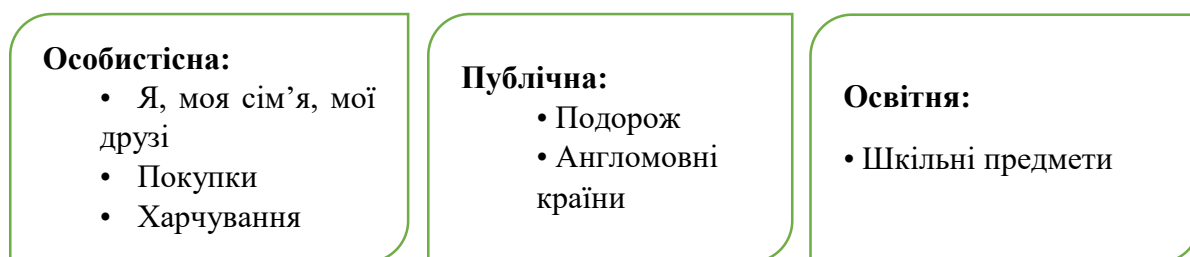 Особистісна:
• Я, моя сім’я, мої
друзі
• Покупки
• Харчування
Публічна:
• Подорож
• Англомовні
країни
Освітня:
• Шкільні предмети